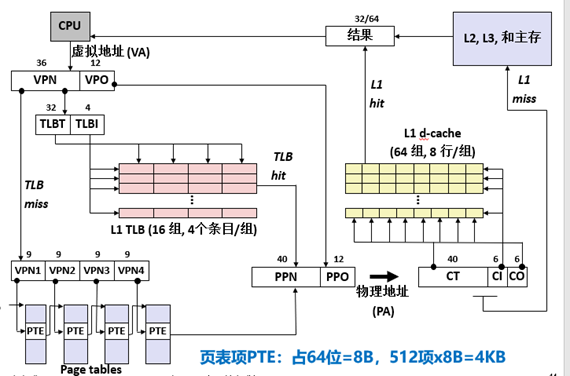 CPU
32/64
结果
L2, L3, 和主存
虚拟地址 (VA)
36
12
VPN
VPO
L1
hit
L1
miss
32
4
TLBT
TLBI
L1 d-cache
(64 组, 8 行/组)
TLB
hit
TLB
miss
...
...
L1 TLB (16 组, 4个条目/组)
9
9
9
9
VPN1
VPN2
VPN3
VPN4
40
12
PPN
PPO
物理地址
(PA)
40
6
6
CT
CI
CO
PTE
PTE
PTE
PTE
Page tables
页表项PTE:占64位=8B,512项x8B=4KB